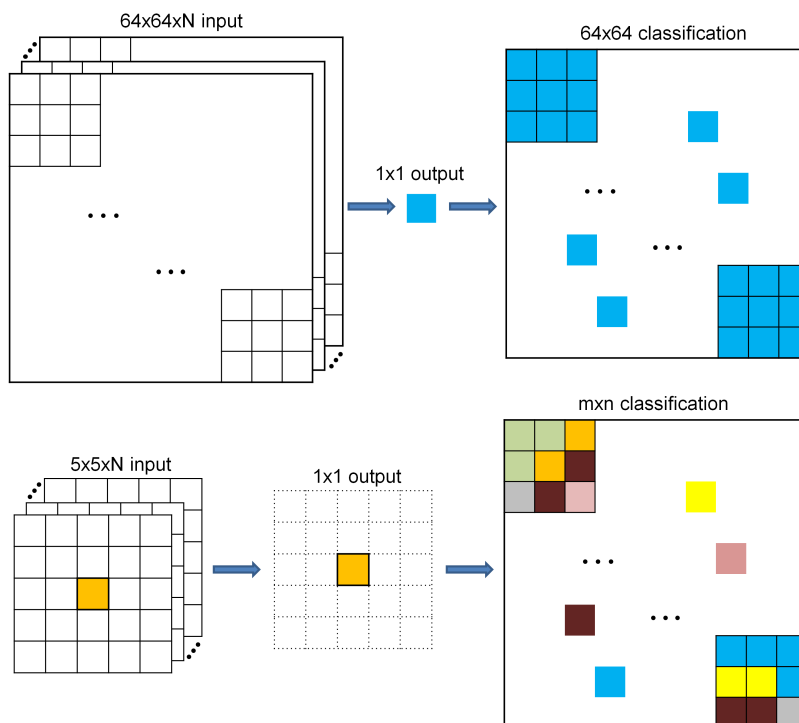 64x64xN input
64x64 classification
1x1 output
mxn classification
5x5xN input
1x1 output